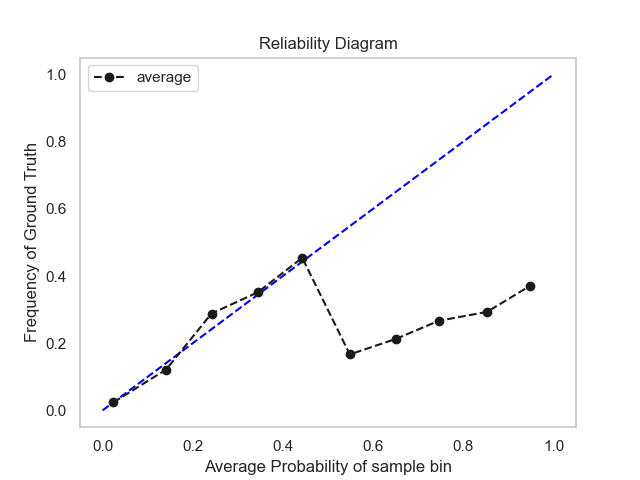 Reliability Diagram
average
Frequency of Ground Truth
1.0
0.8
0.6
0.4
0.2
0.0
0.0 0.2 0.4 0.6 0.8 1.0
Average Probability of sample bin